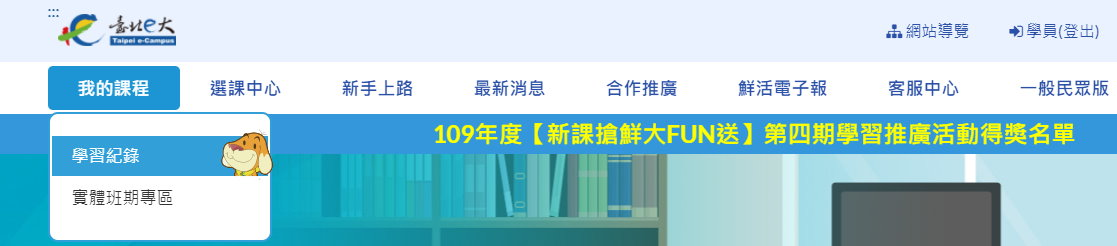 :::
臺北e大
Taipei e-Campus
網站導覽
學員(登出)
我的課程
選課中心
新手上路
最新消息
合作推廣
鮮活電子報
客服中心
一般民眾版
109年度【新課搶鮮大FUN送】第四期學習推廣活動得獎名單
學習紀錄
實體班期專區